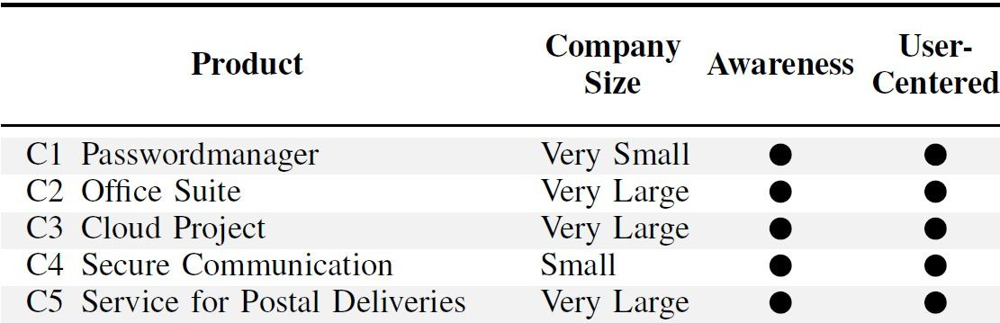 Product Company Size Awareness User-Centered
C1 Passwordmanager Very Small ● ●
C2 Office Suite Very Large ● ●
C3 Cloud Project Very Large ● ●
C4 Secure Communication Small ● ●
C5 Service for Postal Deliveries Very Large ● ●